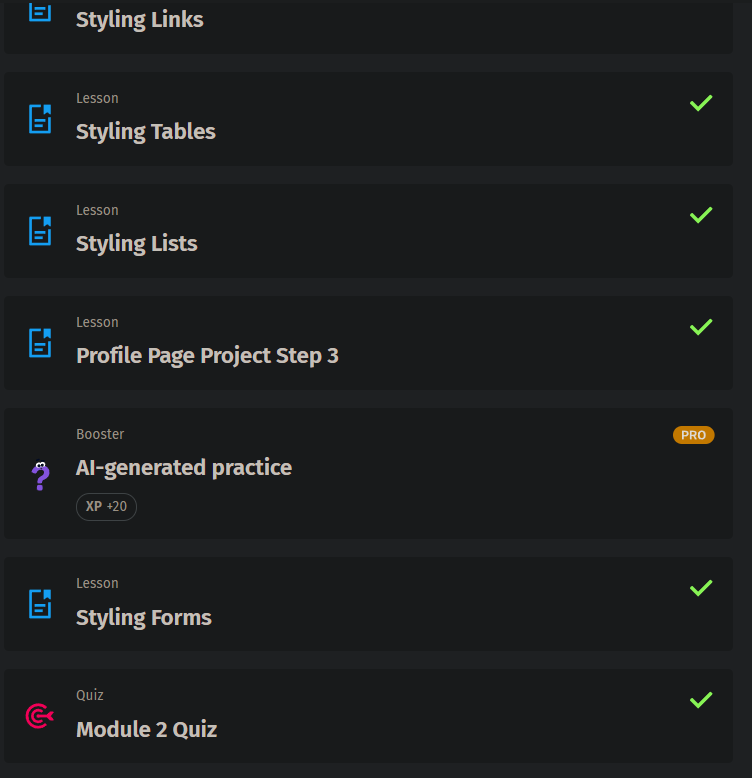 Styling Links
Lesson
Styling Tables
Lesson
Styling Lists
Lesson
Profile Page Project Step 3
Booster
PRO
AI-generated practice
XP +20
Lesson
Styling Forms
Quiz
Module 2 Quiz